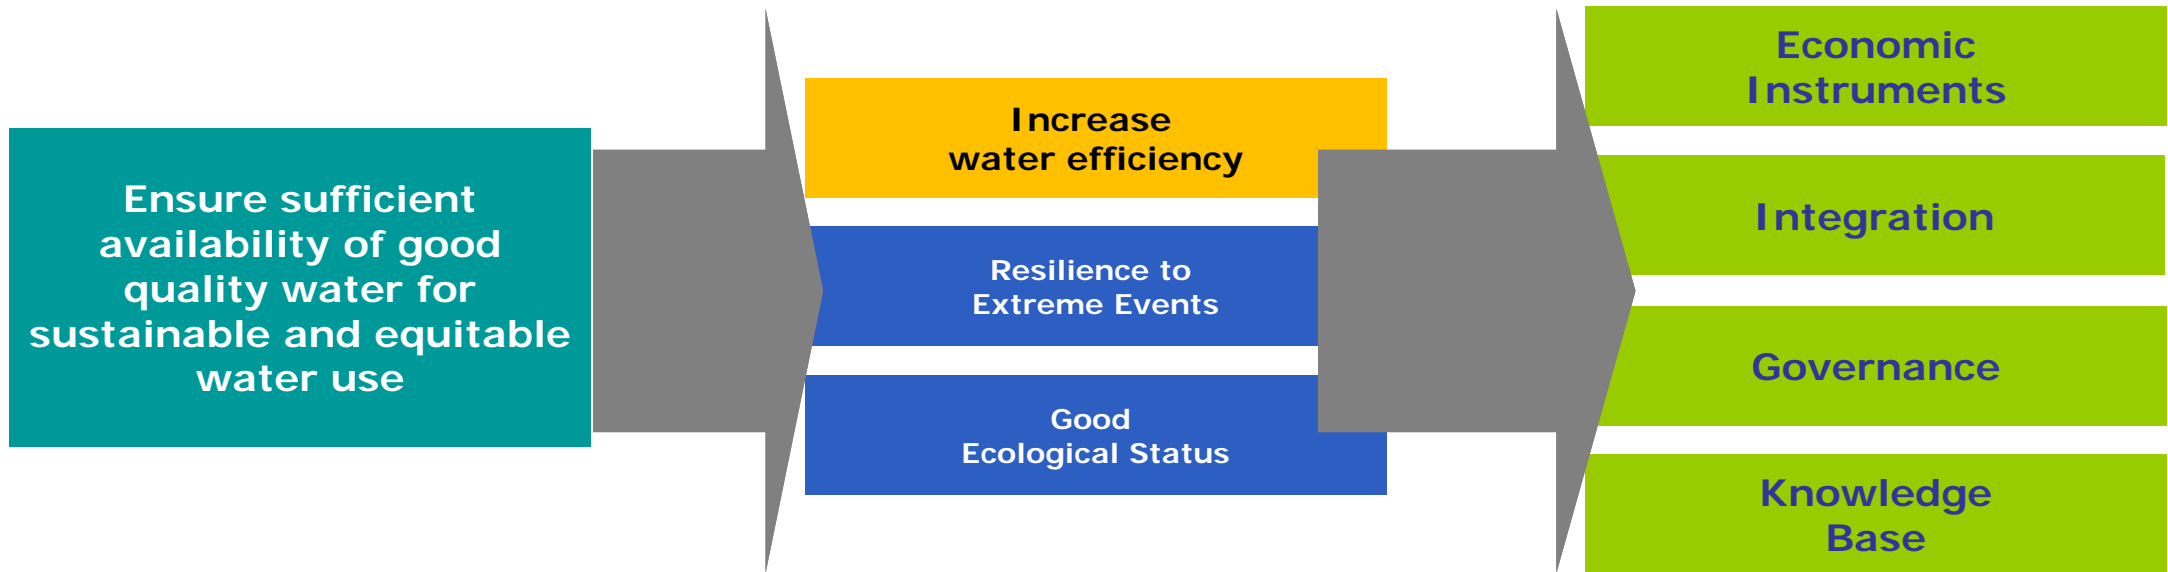 Ensure sufficient
availability of good
quality water for
sustainable and equitable
water use
Increase
water efficiency
Resilience to
Extreme Events
Good
Ecological Status
Economic
Instruments
Integration
Governance
Knowledge
Base